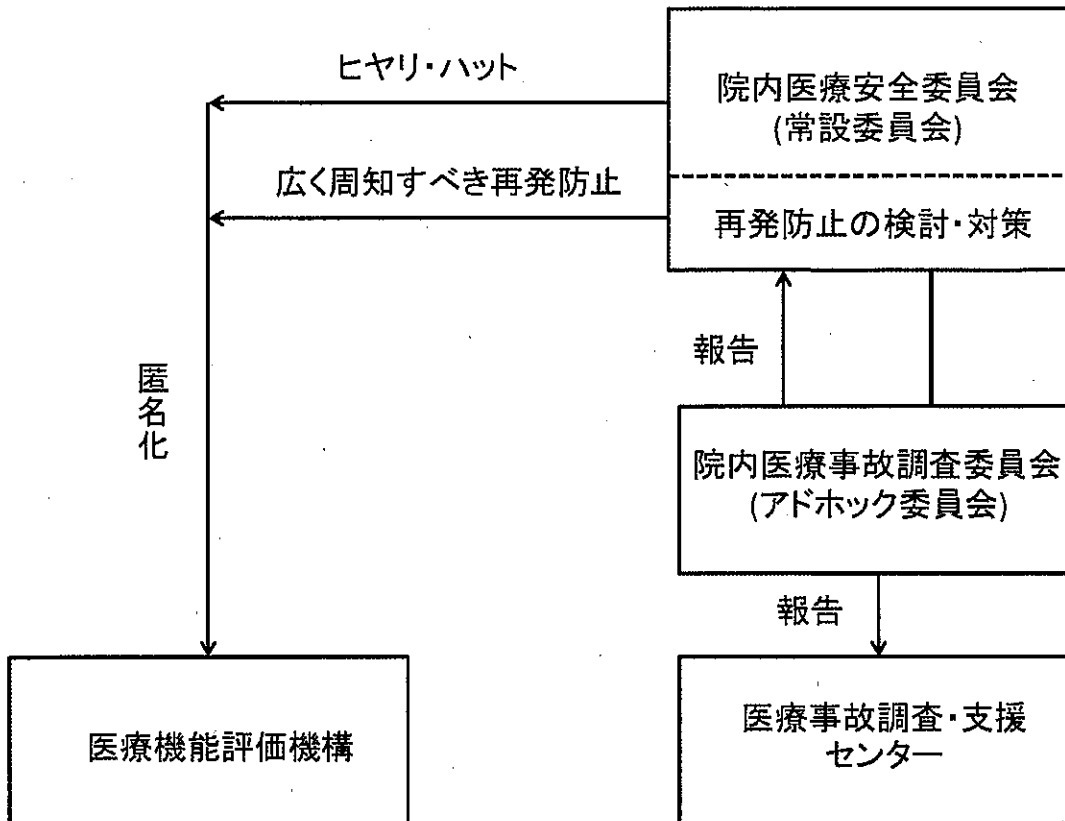 ヒヤリ・ハット
院内医療安全委員会
(常設委員会)
広く周知すべき再発防止
再発防止の検討・対策
報告
匿名化
院内医療事故調査委員会
(アドホック委員会)
報告
医療機能評価機構
医療事故調査・支援
センター